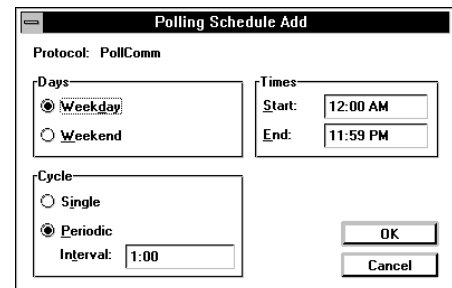 Polling Schedule Add
Protocol: PollComm
Days
Weekday
Weekend
Times
Start: 12:00 AM
End: 11:59 PM
Cycle
Single
Periodic
Interval: 1:00
OK
Cancel